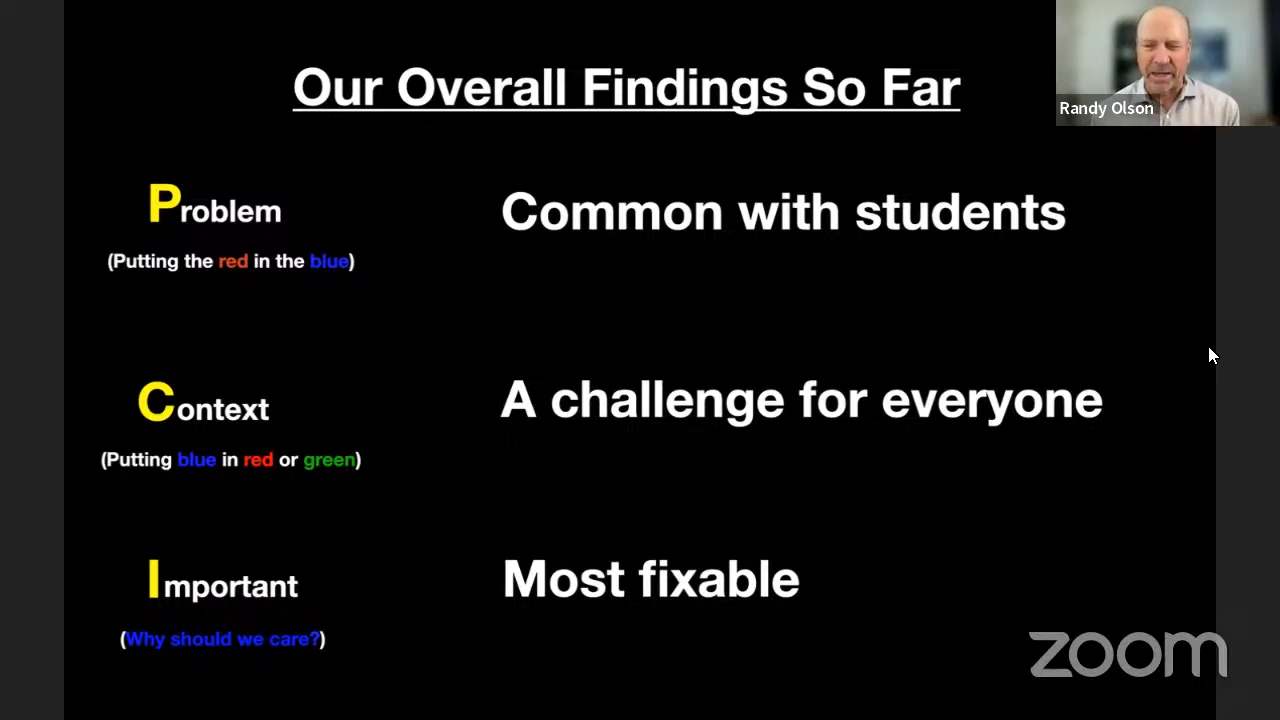 Our Overall Findings So Far
Randy Olson
Problem
Common with students
(Putting the red in the blue)
Context
A challenge for everyone
(Putting blue in red or green)
Important
Most fixable
(Why should we care?)
zoom